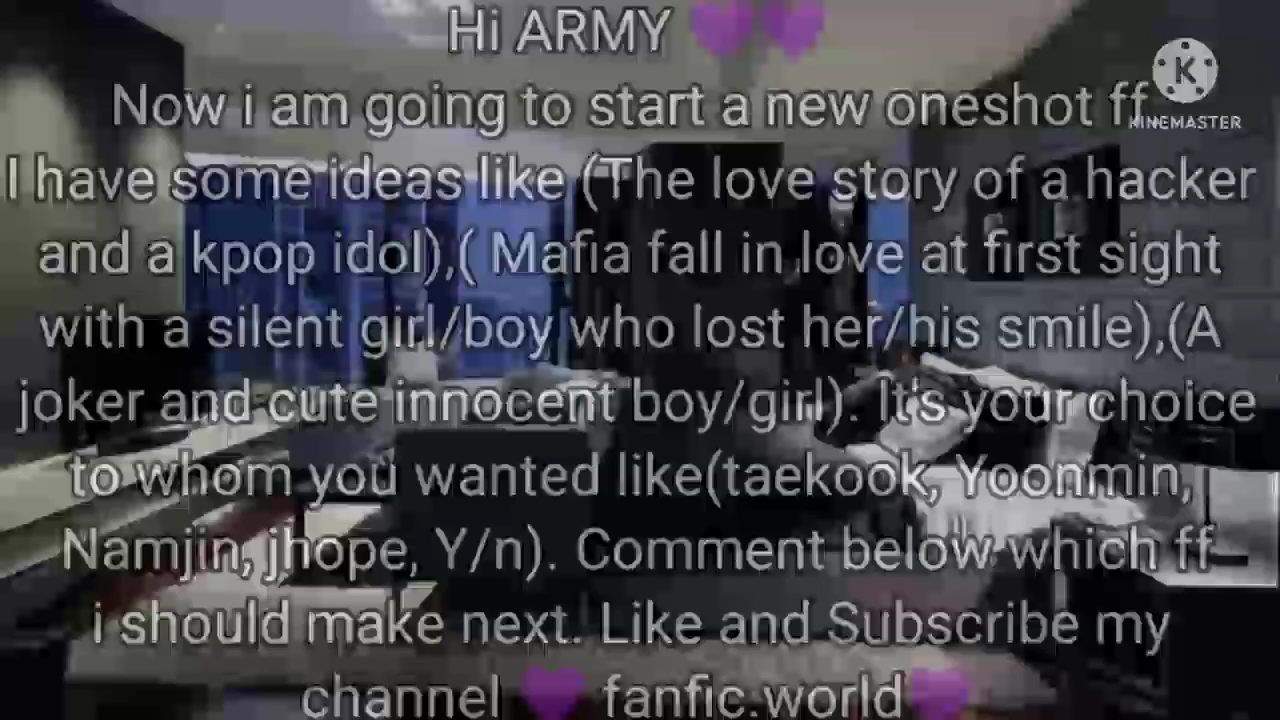 Hi ARMY 💜💜
Now i am going to start a new oneshot ff
KINEMASTER
I have some ideas like (The love story of a hacker
and a kpop idol),( Mafia fall in love at first sight
with a silent girl/boy who lost her/his smile),(A
joker and cute innocent boy/girl). It's your choice
to whom you wanted like(taekook, Yoonmin,
Namjin, jhope, Y/n). Comment below which ff
i should make next. Like and Subscribe my
channel 💜 fanfic.world💜